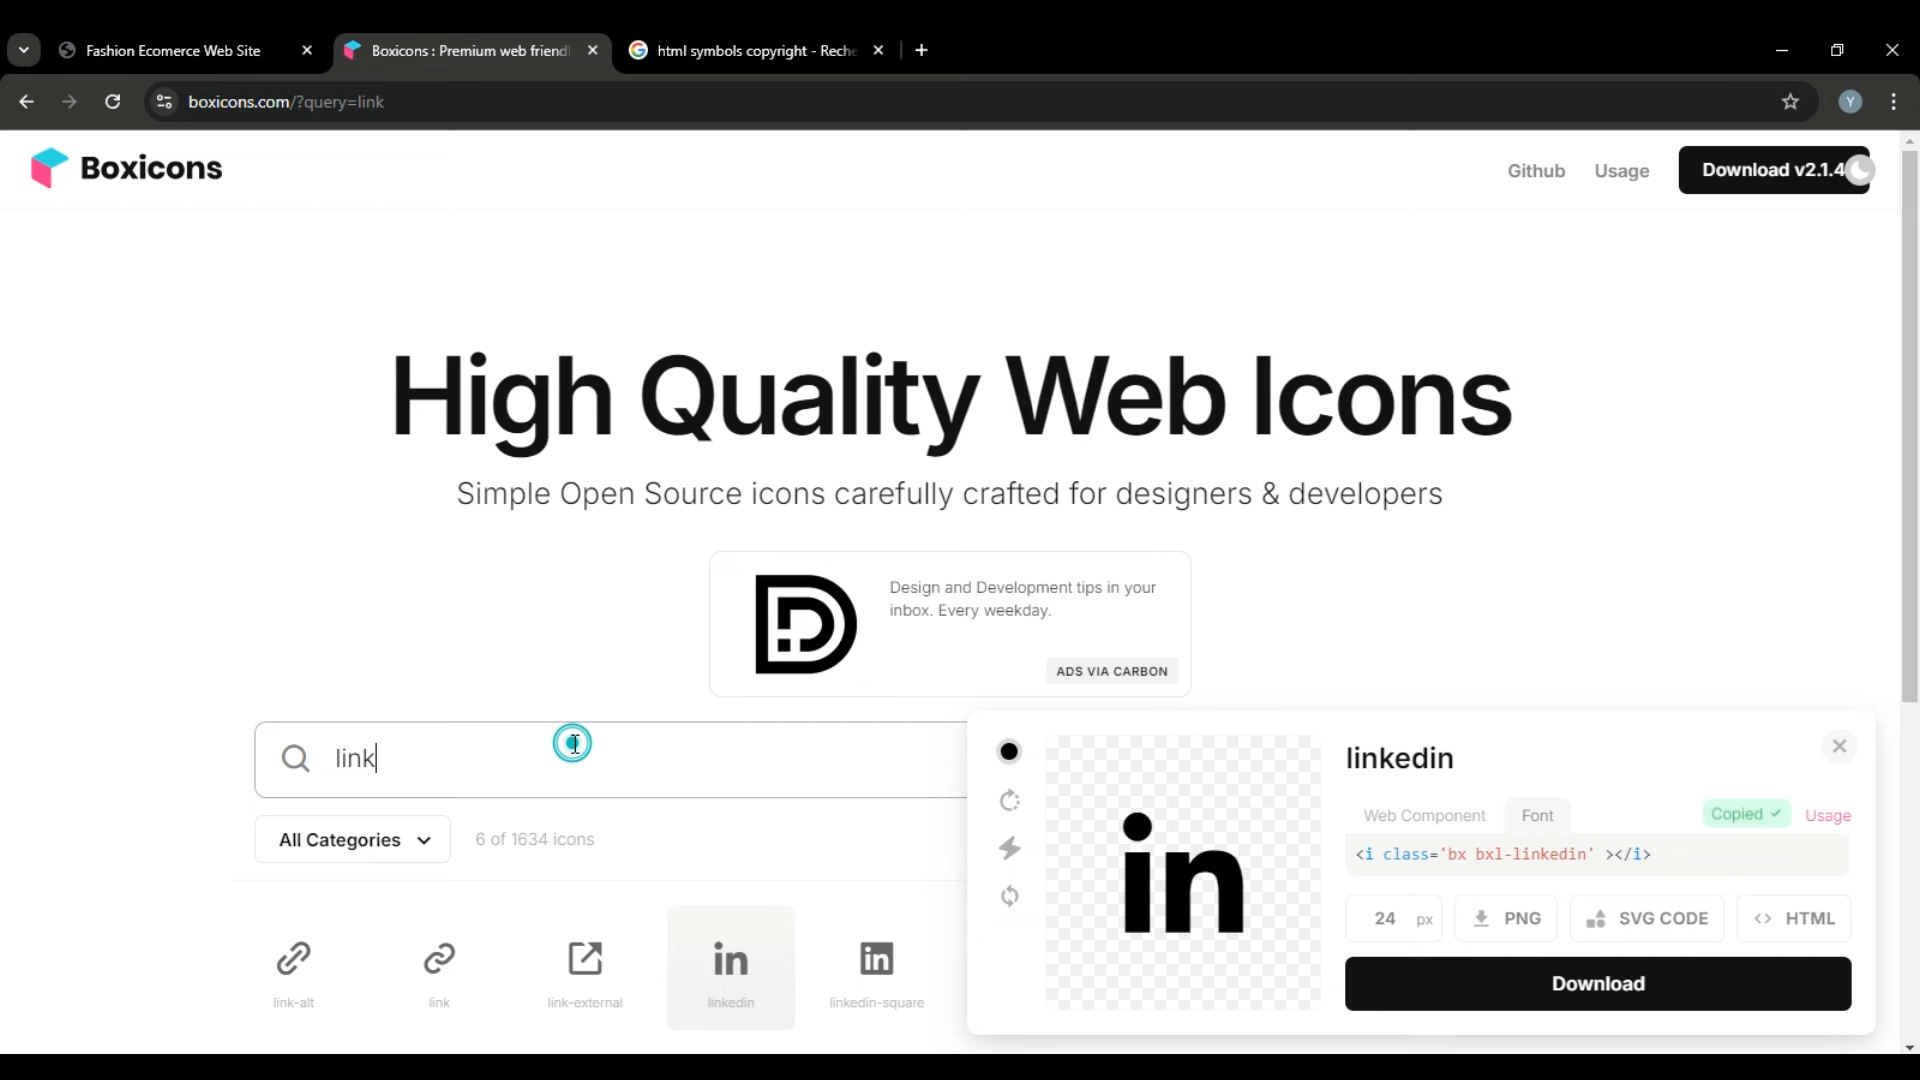 Fashion Ecomerce Web Site
Boxicons : Premium web friend
html symbols copyright - Reche
Y
boxicons.com/?query=link
Boxicons
Github
Usage
Download v2.1.4
High Quality Web Icons
Simple Open Source icons carefully crafted for designers & developers
Design and Development tips in your
inbox. Every weekday.
ADS VIA CARBON
link
All Categories
6 of 1634 icons
link-alt
link
link-external
linkedin
linkedin-square
linkedin
Web Component
Font
Copied ✓
Usage
<i class='bx bxl-linkedin' ></i>
24 px
PNG
SVG CODE
<> HTML
Download